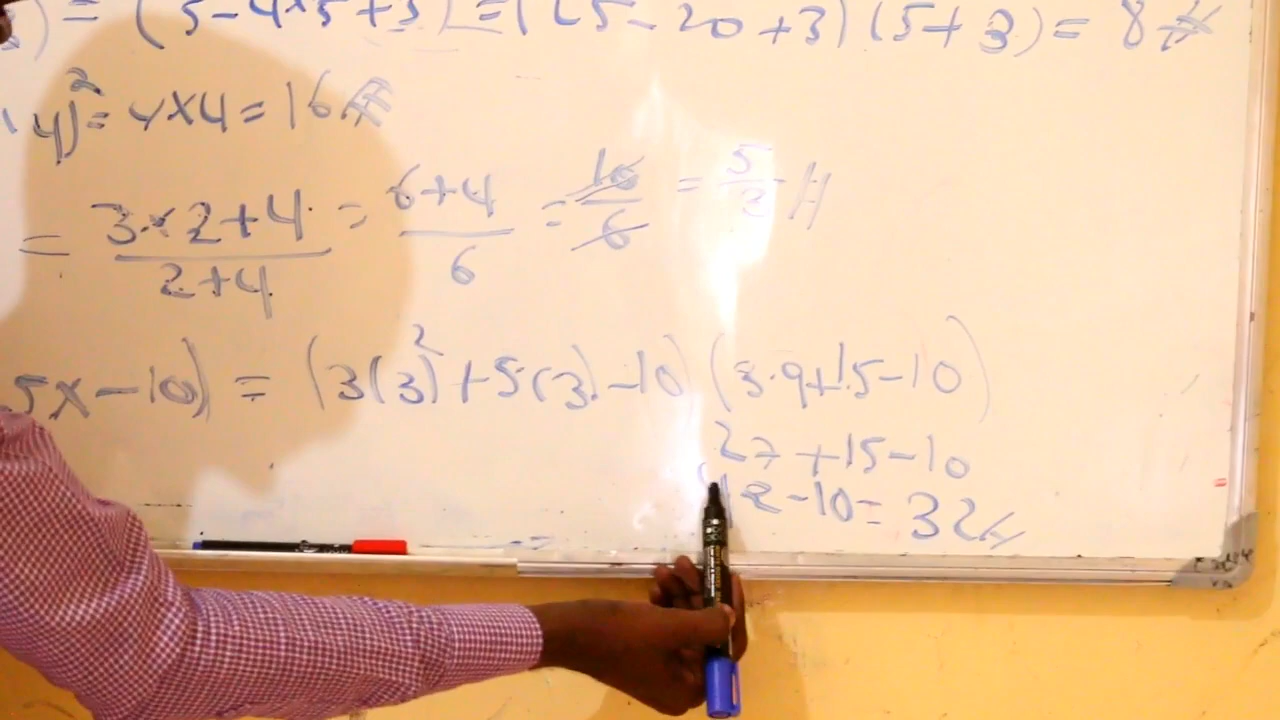 ) = (5-4×5+3) = (25-20+3) (5+3) = 8
4)² = 4×4 = 16
= 3×2+4/2+4 = 6+4/6 = 10/6 = 5/3
5x-10) = (3(3)²+5(3)-10) (3·9+15-10)
27+15-10
42-10 = 32